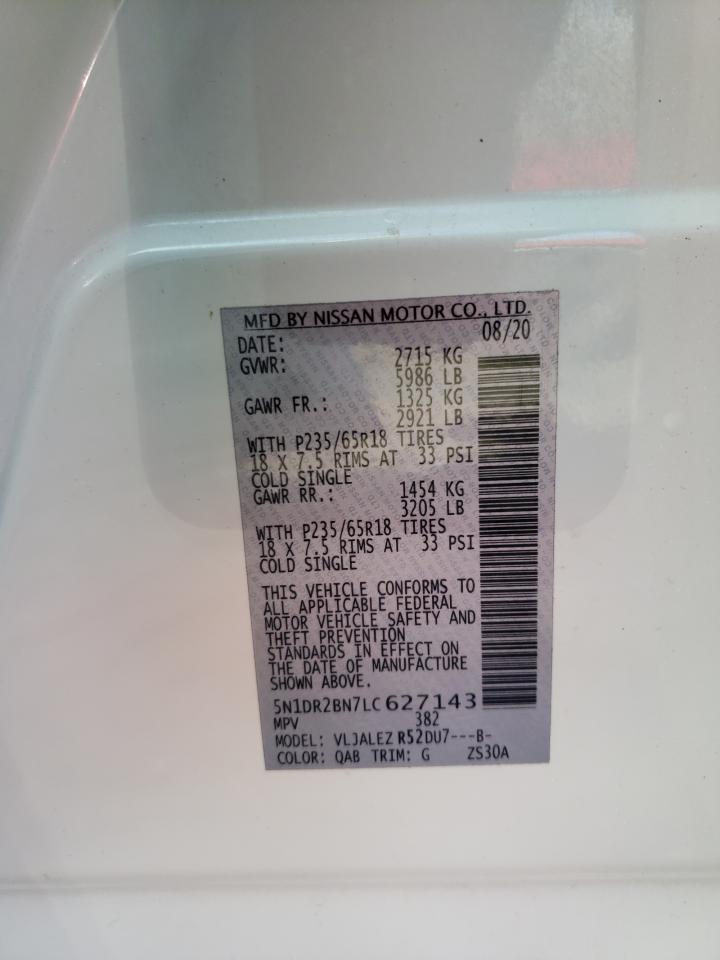 MFD BY NISSAN MOTOR CO., LTD.
DATE: 08/20
GVWR: 2715 KG
5986 LB
GAWR FR.: 1325 KG
2921 LB
WITH P235/65R18 TIRES
18 X 7.5 RIMS AT 33 PSI
COLD SINGLE
GAWR RR.: 1454 KG
3205 LB
WITH P235/65R18 TIRES
18 X 7.5 RIMS AT 33 PSI
COLD SINGLE
THIS VEHICLE CONFORMS TO
ALL APPLICABLE FEDERAL
MOTOR VEHICLE SAFETY AND
THEFT PREVENTION
STANDARDS IN EFFECT ON
THE DATE OF MANUFACTURE
SHOWN ABOVE.
5N1DR2BN7LC627143
MPV 382
MODEL: VLJALEZ R52DU7---B-
COLOR: QAB TRIM: G ZS30A